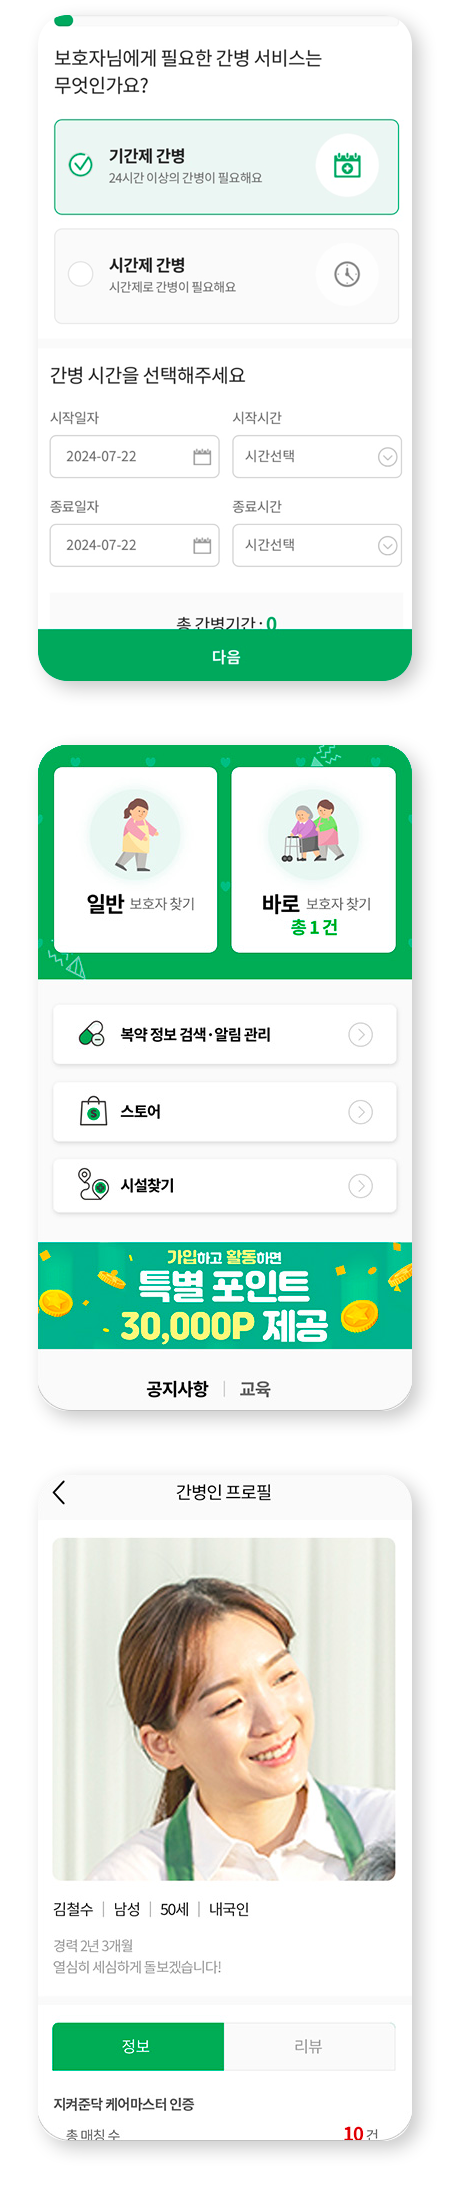 보호자님에게 필요한 간병 서비스는
무엇인가요?
기간제 간병
24시간 이상의 간병이 필요해요
시간제 간병
시간제로 간병이 필요해요
간병 시간을 선택해주세요
시작일자 시작시간
2024-07-22 시간선택
종료일자 종료시간
2024-07-22 시간선택
총 간병기간 : 0
다음
일반 보호자 찾기
바로 보호자 찾기
총 1 건
복약 정보 검색·알림 관리
스토어
시설찾기
가입하고 활동하면
특별 포인트
30,000P 제공
공지사항 | 교육
간병인 프로필
김철수 | 남성 | 50세 | 내국인
경력 2년 3개월
열심히 세심하게 돌보겠습니다!
정보 리뷰
지켜준닥 케어마스터 인증
총 매칭 수 10 건